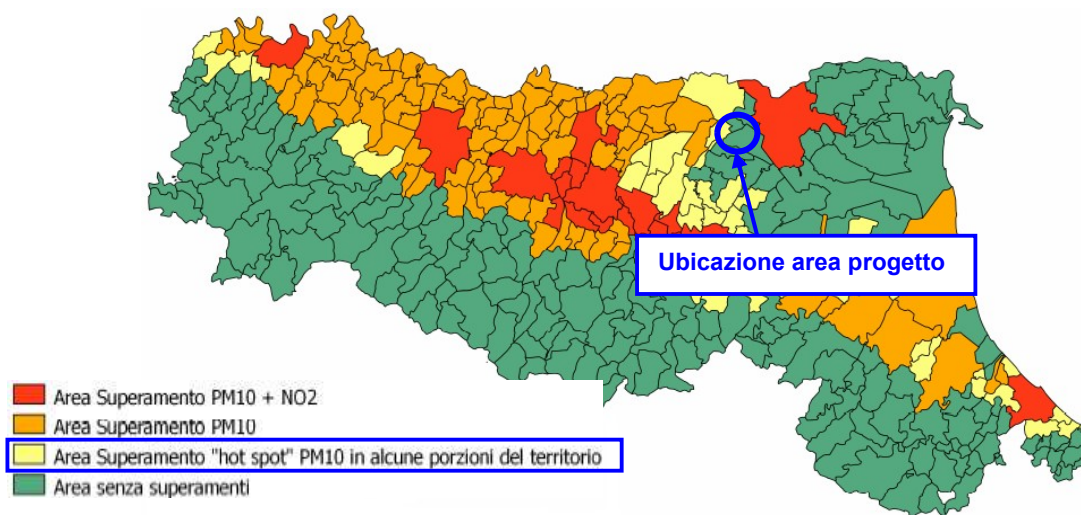 Ubicazione area progetto
Area Superamento PM10 + NO2
Area Superamento PM10
Area Superamento "hot spot" PM10 in alcune porzioni del territorio
Area senza superamenti